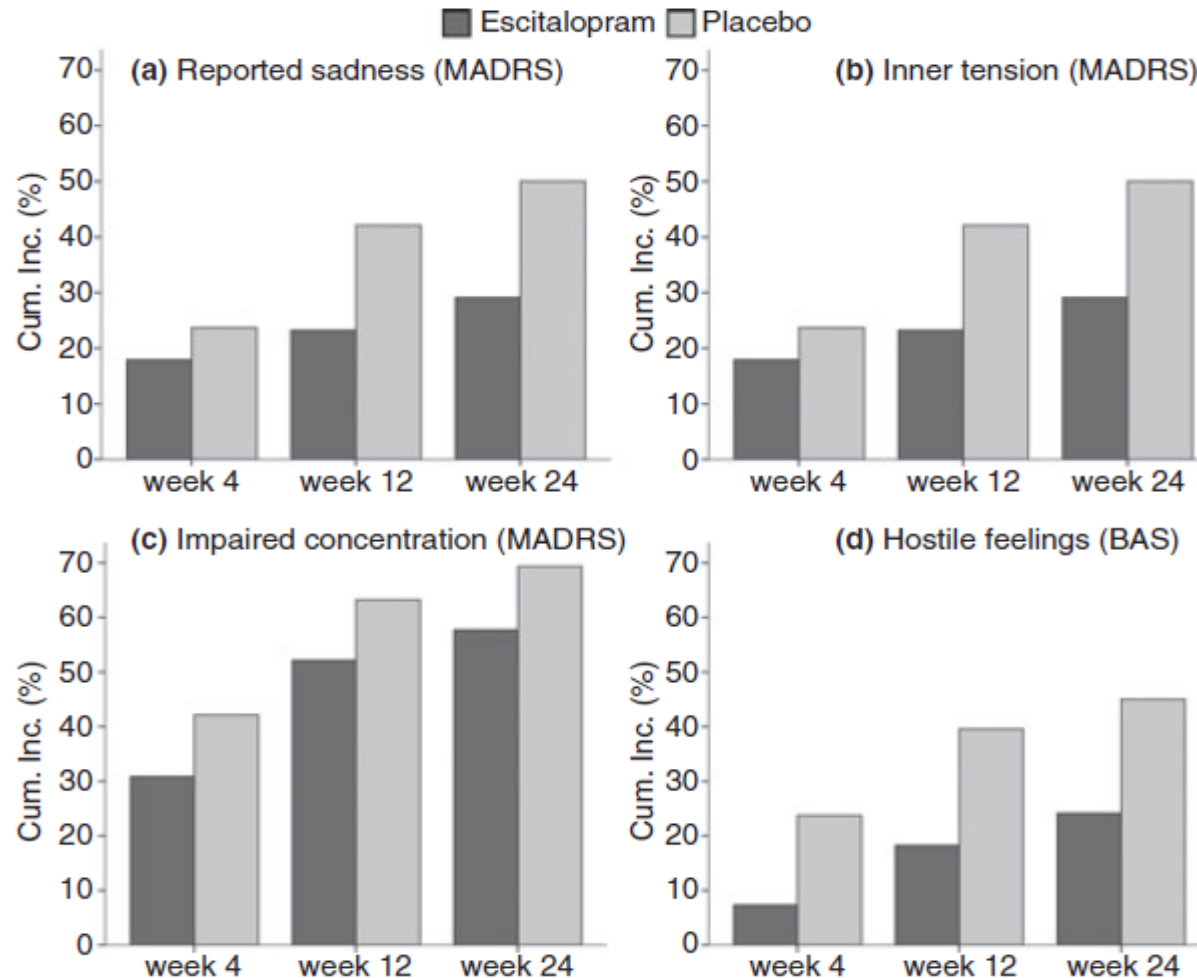 Escitalopram Placebo
(a) Reported sadness (MADRS)
Cum. Inc. (%)
70
60
50
40
30
20
10
0
week 4 week 12 week 24
(b) Inner tension (MADRS)
Cum. Inc. (%)
70
60
50
40
30
20
10
0
week 4 week 12 week 24
(c) Impaired concentration (MADRS)
Cum. Inc. (%)
70
60
50
40
30
20
10
0
week 4 week 12 week 24
(d) Hostile feelings (BAS)
Cum. Inc. (%)
70
60
50
40
30
20
10
0
week 4 week 12 week 24